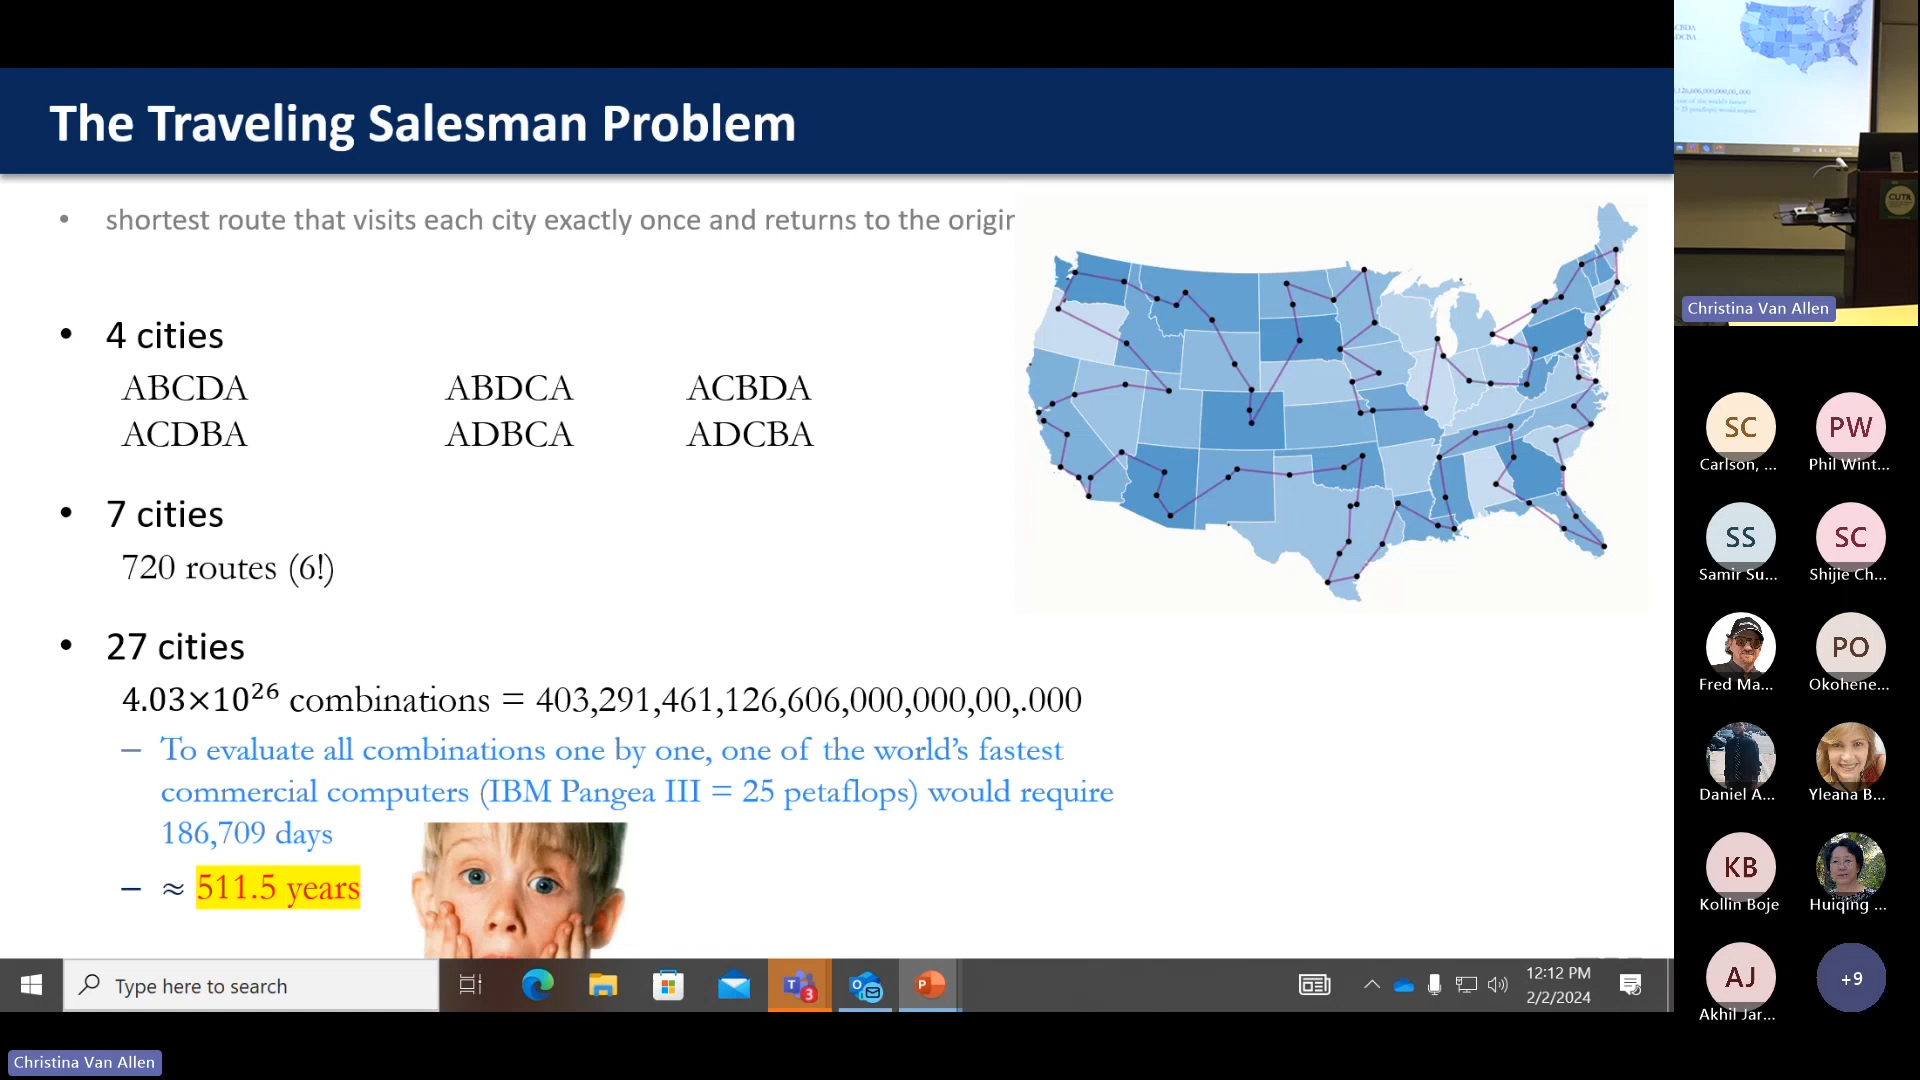 The Traveling Salesman Problem
• shortest route that visits each city exactly once and returns to the origin
• 4 cities
ABCDA ABDCA ACBDA
ACDBA ADBCA ADCBA
• 7 cities
720 routes (6!)
• 27 cities
4.03×10²⁶ combinations = 403,291,461,126,606,000,000,00,.000
– To evaluate all combinations one by one, one of the world’s fastest
commercial computers (IBM Pangea III = 25 petaflops) would require
186,709 days
– ≈ 511.5 years
Type here to search
T 3
P
12:12 PM
2/2/2024
Christina Van Allen
CUTR
Christina Van Allen
SC PW
Carlson, ... Phil Wint...
SS SC
Samir Su... Shijie Ch...
PO
Fred Ma... Okohene...
Daniel A... Yleana B...
KB
Kollin Boje Huiqing ...
AJ +9
Akhil Jar...